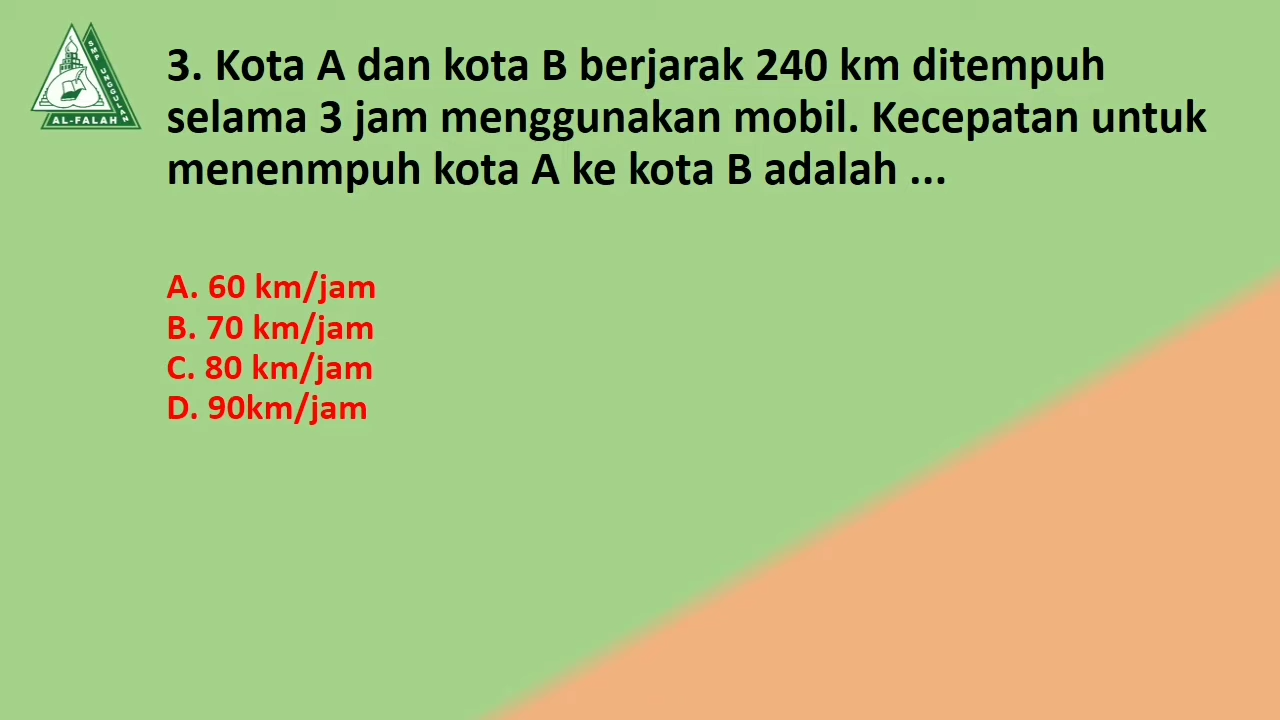 3. Kota A dan kota B berjarak 240 km ditempuh
selama 3 jam menggunakan mobil. Kecepatan untuk
menenmpuh kota A ke kota B adalah ...
A. 60 km/jam
B. 70 km/jam
C. 80 km/jam
D. 90km/jam
AL-FALAH